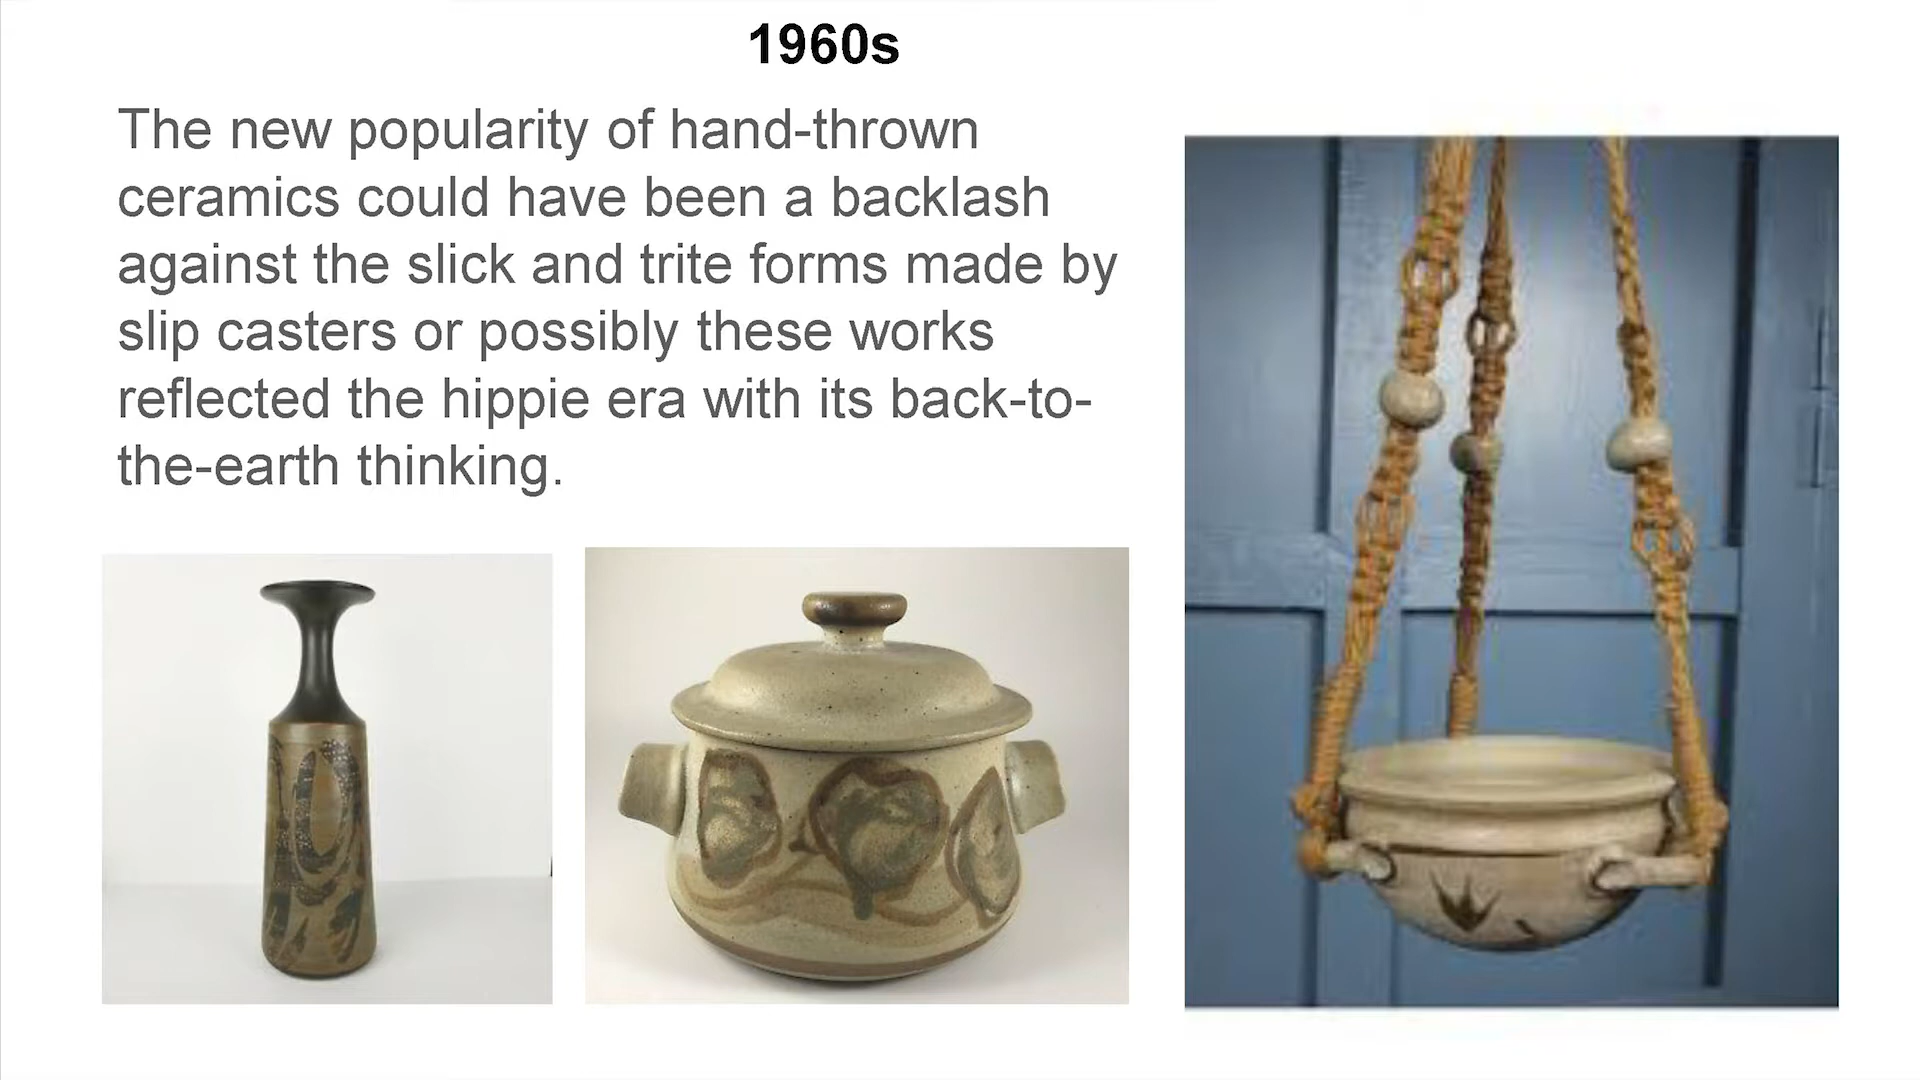 1960s
The new popularity of hand-thrown
ceramics could have been a backlash
against the slick and trite forms made by
slip casters or possibly these works
reflected the hippie era with its back-to-
the-earth thinking.